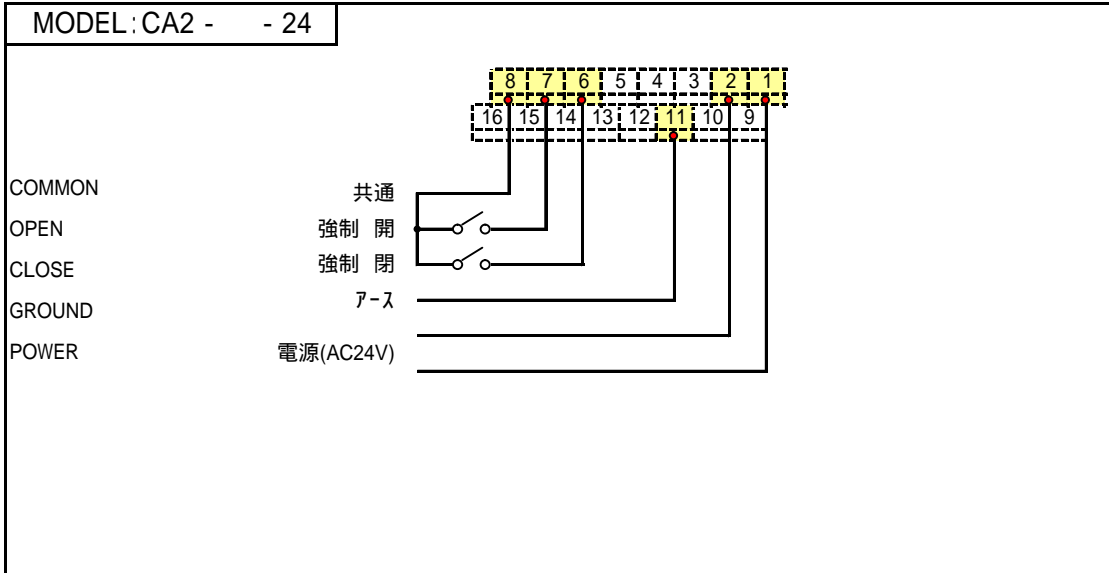 MODEL:CA2 - - 24
8 7 6 5 4 3 2 1
16 15 14 13 12 11 10 9
COMMON 共通
OPEN 強制 開
CLOSE 強制 閉
GROUND ｱｰｽ
POWER 電源(AC24V)